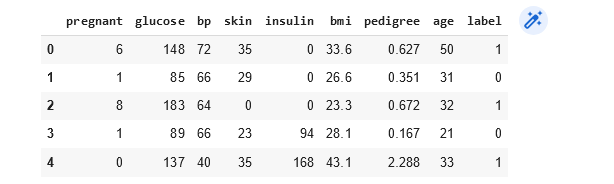 pregnant glucose bp skin insulin bmi pedigree age label
0 6 148 72 35 0 33.6 0.627 50 1
1 1 85 66 29 0 26.6 0.351 31 0
2 8 183 64 0 0 23.3 0.672 32 1
3 1 89 66 23 94 28.1 0.167 21 0
4 0 137 40 35 168 43.1 2.288 33 1